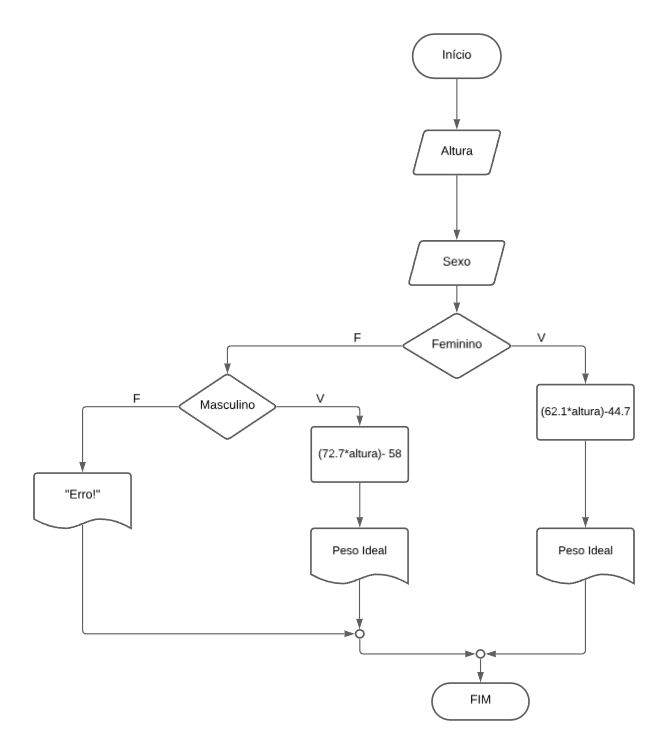 Início
Altura
Sexo
Feminino
F
V
Masculino
F
V
(62.1*altura)-44.7
(72.7*altura)- 58
"Erro!"
Peso Ideal
Peso Ideal
FIM